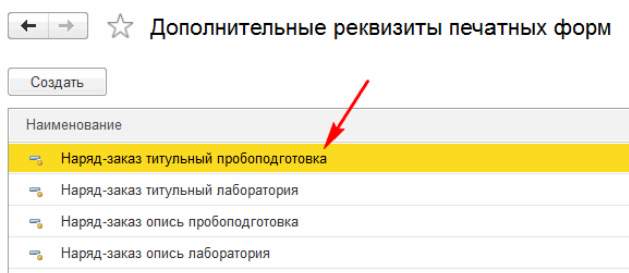 Дополнительные реквизиты печатных форм
Создать
Наименование
Наряд-заказ титульный пробоподготовка
Наряд-заказ титульный лаборатория
Наряд-заказ опись пробоподготовка
Наряд-заказ опись лаборатория